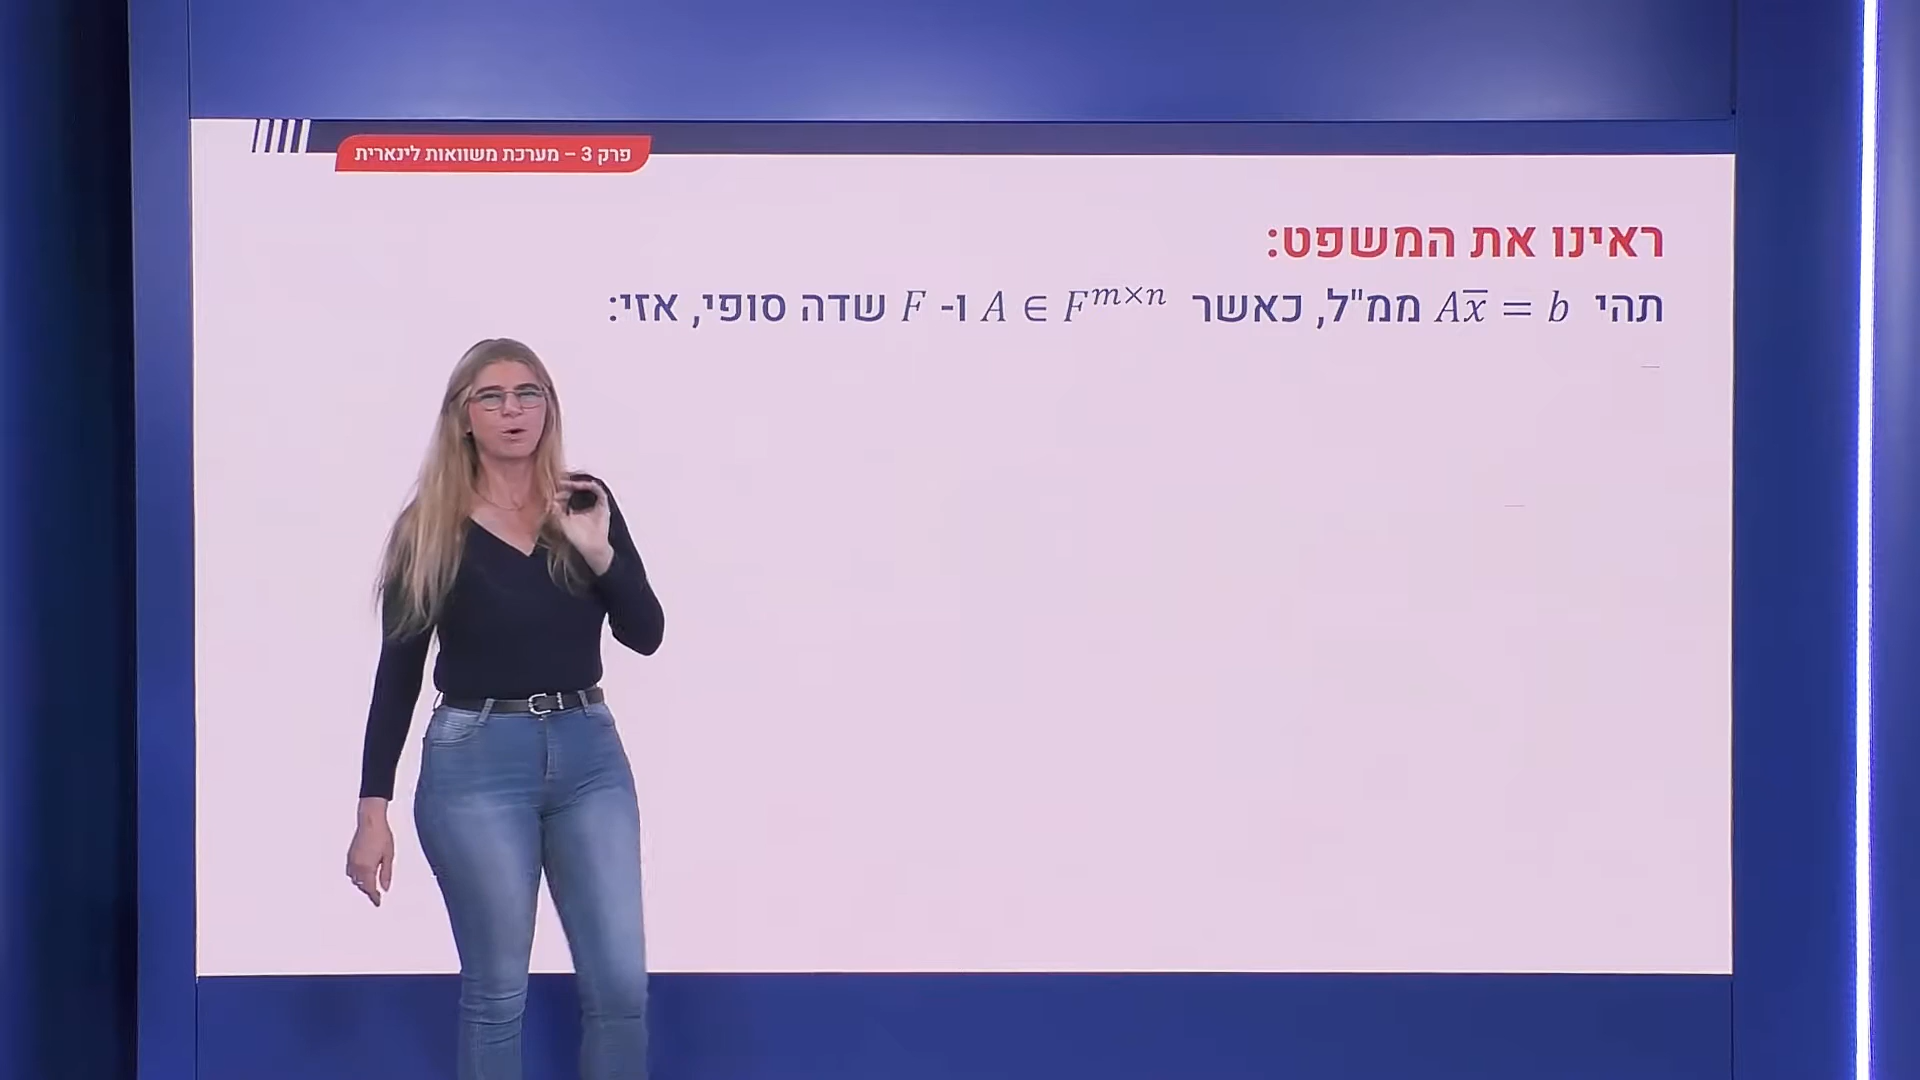 פרק 3 – מערכת משוואות לינארית
ראינו את המשפט:
תהי $A\overline{x} = b$ ממ"ל, כאשר $A \in F^{m \times n}$ ו- $F$ שדה סופי, אזי: